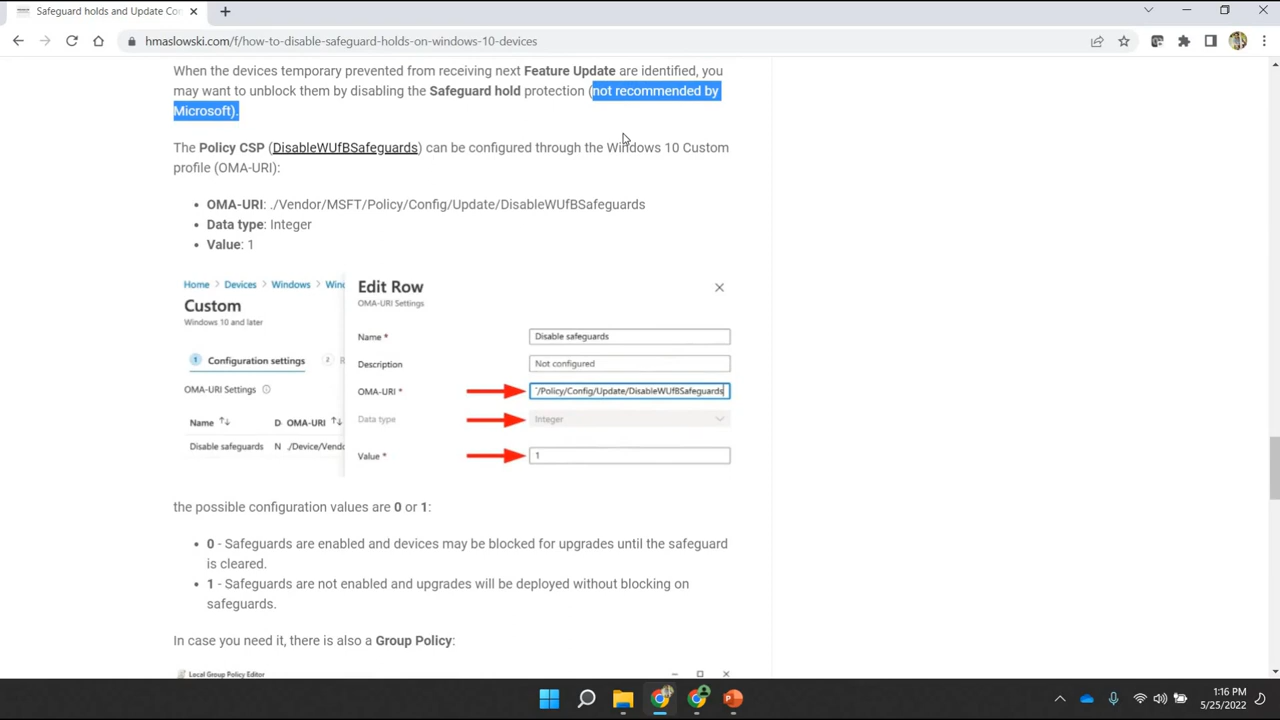 Safeguard holds and Update Co
hmaslowski.com/f/how-to-disable-safeguard-holds-on-windows-10-devices
When the devices temporary prevented from receiving next Feature Update are identified, you
may want to unblock them by disabling the Safeguard hold protection (not recommended by
Microsoft).
The Policy CSP (DisableWUfBSafeguards) can be configured through the Windows 10 Custom
profile (OMA-URI):
• OMA-URI: ./Vendor/MSFT/Policy/Config/Update/DisableWUfBSafeguards
• Data type: Integer
• Value: 1
Home > Devices > Windows > Wind
Custom
Windows 10 and later
1 Configuration settings 2 R
OMA-URI Settings
Name D OMA-URI
Disable safeguards N ./Device/Vendo
Edit Row
OMA-URI Settings
Name * Disable safeguards
Description Not configured
OMA-URI * /Policy/Config/Update/DisableWUfBSafeguards
Data type Integer
Value * 1
the possible configuration values are 0 or 1:
• 0 - Safeguards are enabled and devices may be blocked for upgrades until the safeguard
is cleared.
• 1 - Safeguards are not enabled and upgrades will be deployed without blocking on
safeguards.
In case you need it, there is also a Group Policy:
Local Group Policy Editor
1:16 PM
5/25/2022